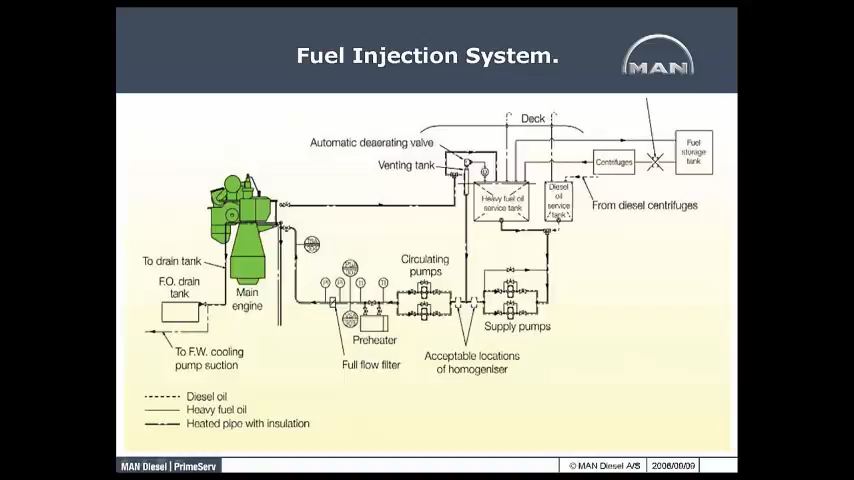 Fuel Injection System.
MAN
Deck
Automatic deaerating valve
Venting tank
Fuel
storage
tank
Centrifuges
Heavy fuel oil
service tank
Diesel
oil
service
tank
From diesel centrifuges
To drain tank
F.O. drain
tank
Main
engine
Circulating
pumps
Supply pumps
Preheater
Full flow filter
Acceptable locations
of homogeniser
To F.W. cooling
pump suction
Diesel oil
Heavy fuel oil
Heated pipe with insulation
MAN Diesel | PrimeServ
© MAN Diesel A/S